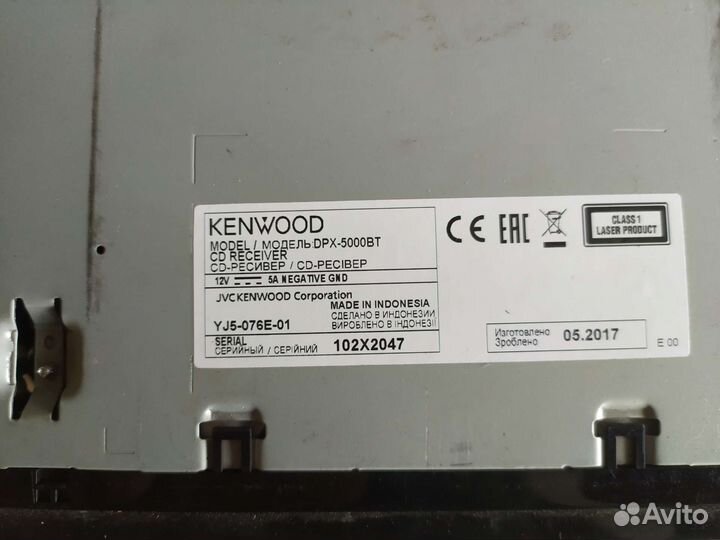 KENWOOD
MODEL / МОДЕЛЬ: DPX-5000BT
CD RECEIVER
CD-РЕСИВЕР / CD-РЕСІВЕР
12V 5A NEGATIVE GND
JVCKENWOOD Corporation
MADE IN INDONESIA
СДЕЛАНО В ИНДОНЕЗИИ
YJ5-076E-01 ВИРОБЛЕНО В ІНДОНЕЗІЇ
SERIAL
СЕРИЙНЫЙ / СЕРІЙНИЙ 102X2047
CE EAC
CLASS 1
LASER PRODUCT
Изготовлено
Зроблено 05.2017
E 00
Avito